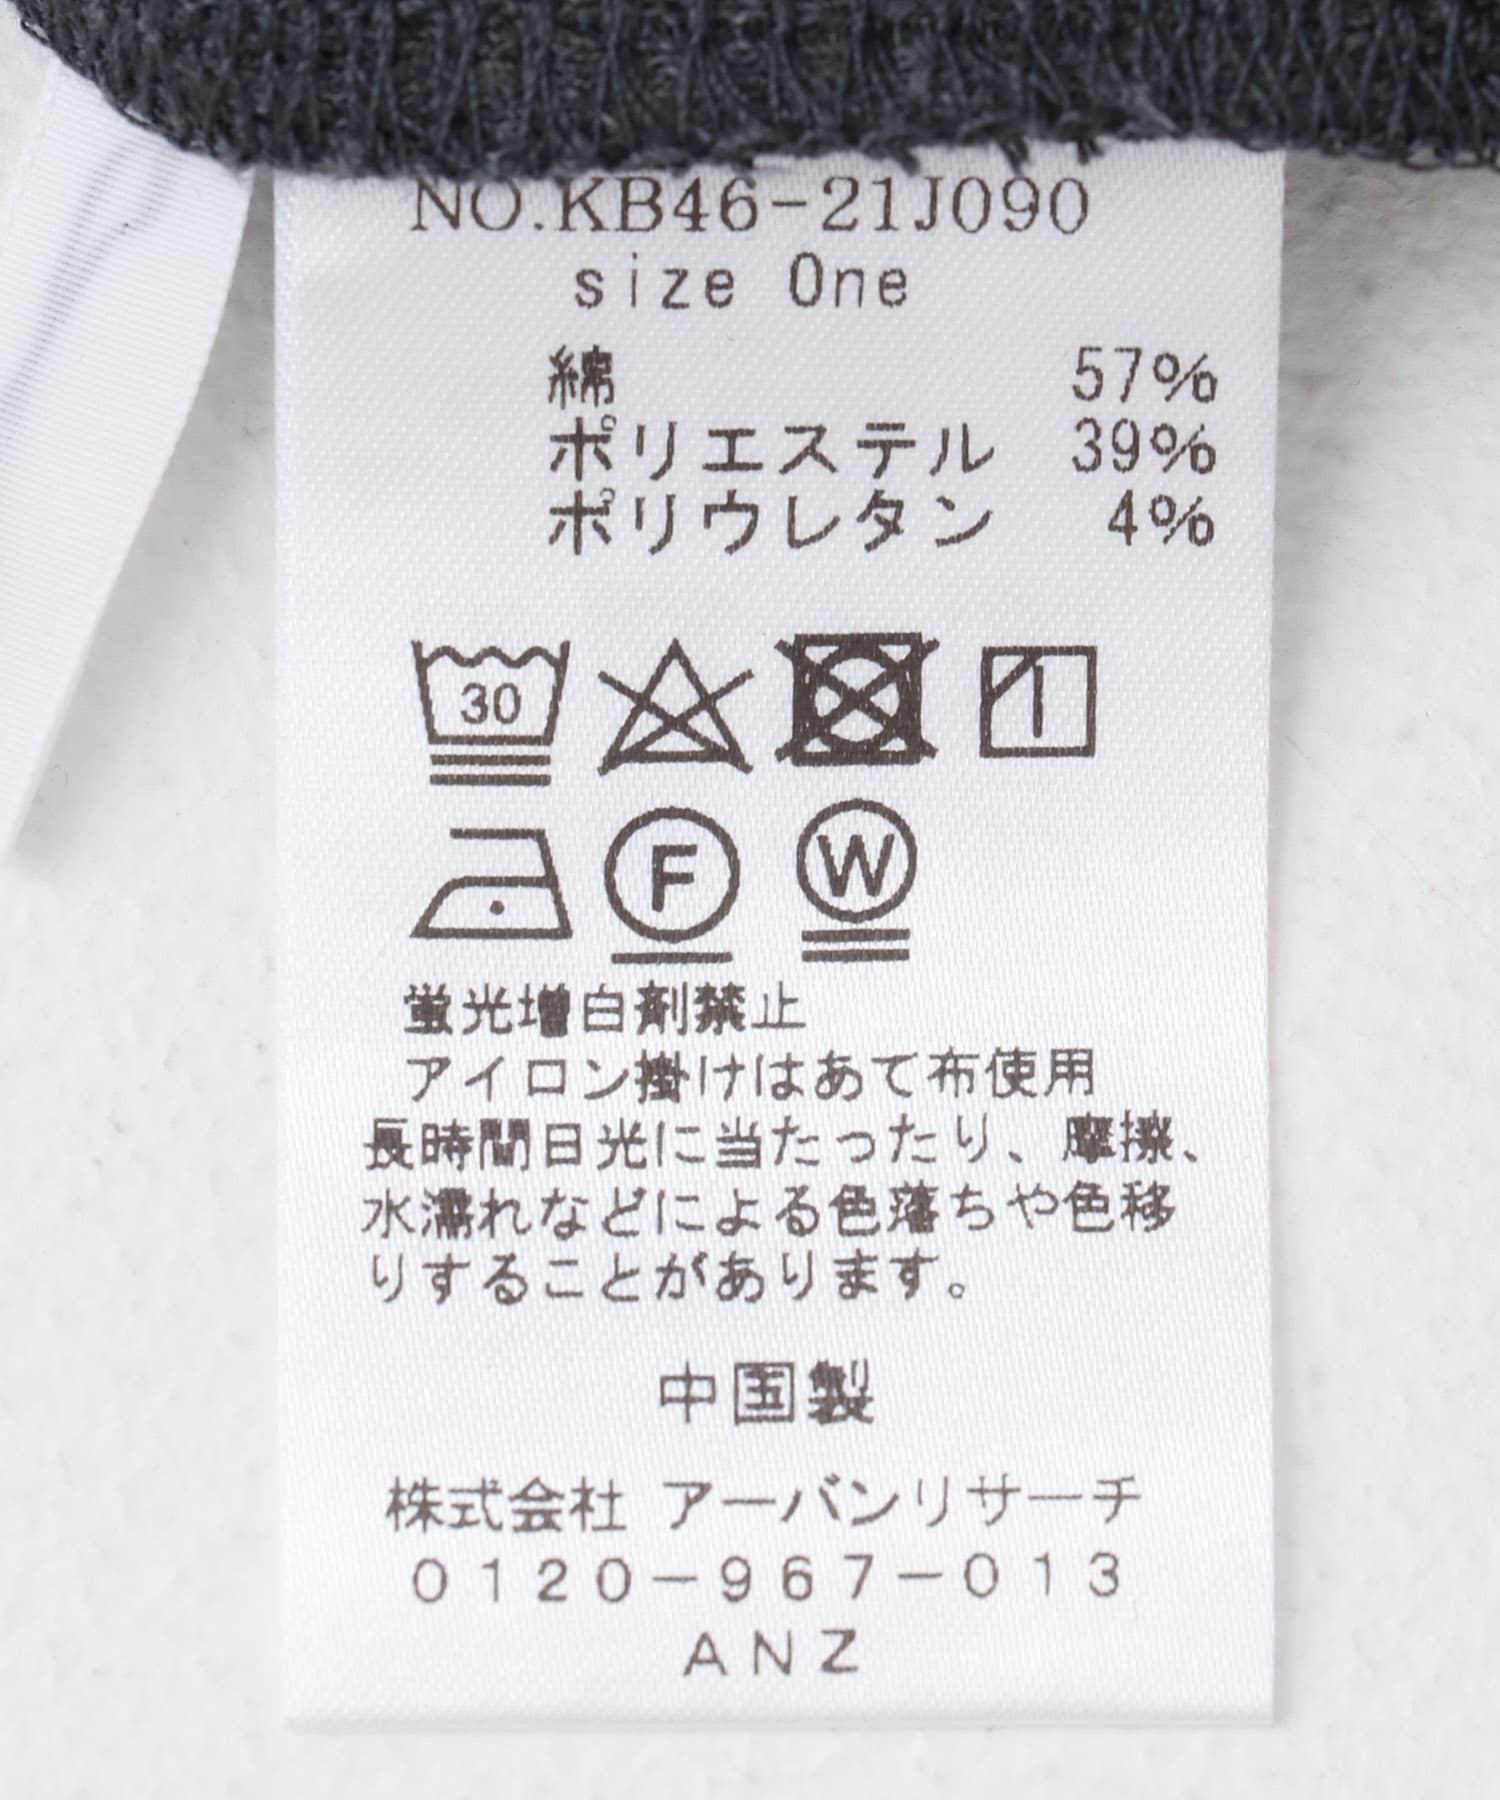 NO.KB46-21J090
size One
綿 57%
ポリエステル 39%
ポリウレタン 4%
30
F
W
蛍光増白剤禁止
アイロン掛けはあて布使用
長時間日光に当たったり、摩擦、
水濡れなどによる色落ちや色移
りすることがあります。
中国製
株式会社 アーバンリサーチ
0120-967-013
ANZ